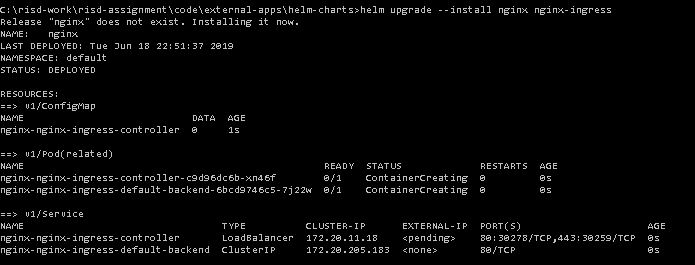 C:\risd-work\risd-assignment\code\external-apps\helm-charts>helm upgrade --install nginx nginx-ingress
Release "nginx" does not exist. Installing it now.
NAME:   nginx
LAST DEPLOYED: Tue Jun 18 22:51:37 2019
NAMESPACE: default
STATUS: DEPLOYED
RESOURCES:
==> v1/ConfigMap
NAME                            DATA  AGE
nginx-nginx-ingress-controller  0     1s
==> v1/Pod(related)
NAME                                                  READY  STATUS             RESTARTS  AGE
nginx-nginx-ingress-controller-c9d96dc6b-xn46f        0/1    ContainerCreating  0         0s
nginx-nginx-ingress-default-backend-6bcd9746c5-7j22w  0/1    ContainerCreating  0         0s
==> v1/Service
NAME                                 TYPE          CLUSTER-IP      EXTERNAL-IP  PORT(S)                     AGE
nginx-nginx-ingress-controller       LoadBalancer  172.20.11.18    <pending>    80:30278/TCP,443:30259/TCP  0s
nginx-nginx-ingress-default-backend  ClusterIP     172.20.205.183  <none>       80/TCP                      0s